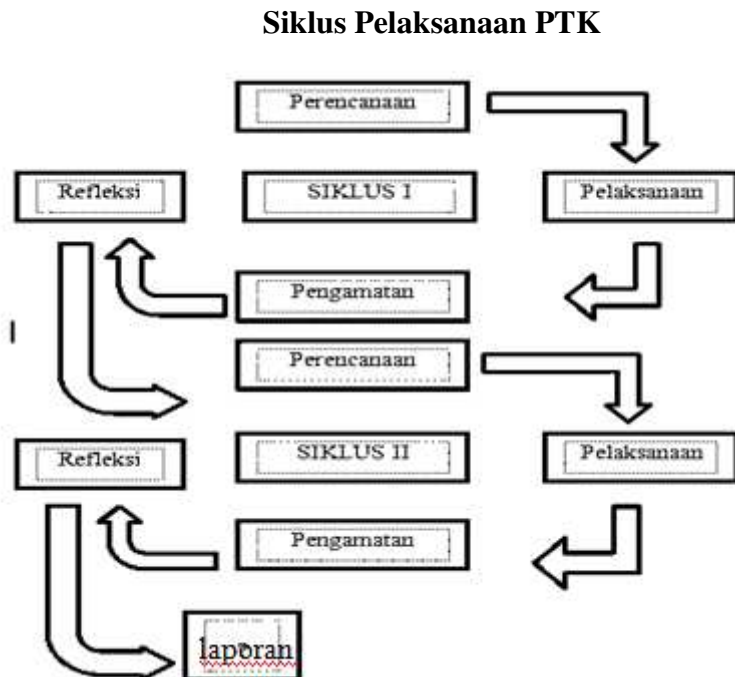 Siklus Pelaksanaan PTK
Perencanaan
Refleksi
SIKLUS I
Pelaksanaan
Pengamatan
Perencanaan
Refleksi
SIKLUS II
Pelaksanaan
Pengamatan
laporan